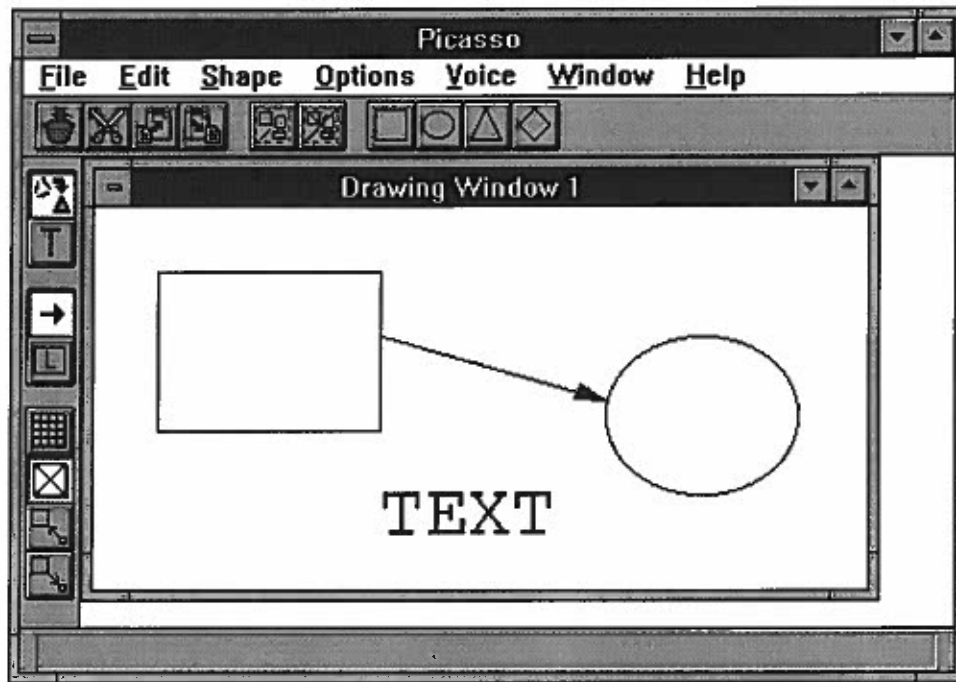 Picasso
File Edit Shape Options Voice Window Help
Drawing Window 1
T
L
TEXT